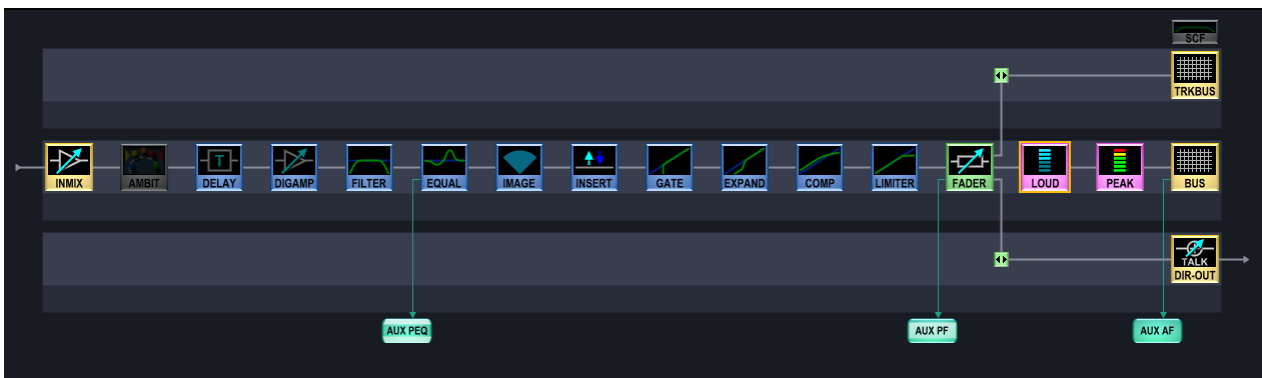 SCF
TRKBUS
INMIX
AMBIT
T
DELAY
DIGAMP
FILTER
EQUAL
IMAGE
INSERT
GATE
EXPAND
COMP
LIMITER
FADER
LOUD
PEAK
BUS
TALK
DIR-OUT
AUX PEQ
AUX PF
AUX AF